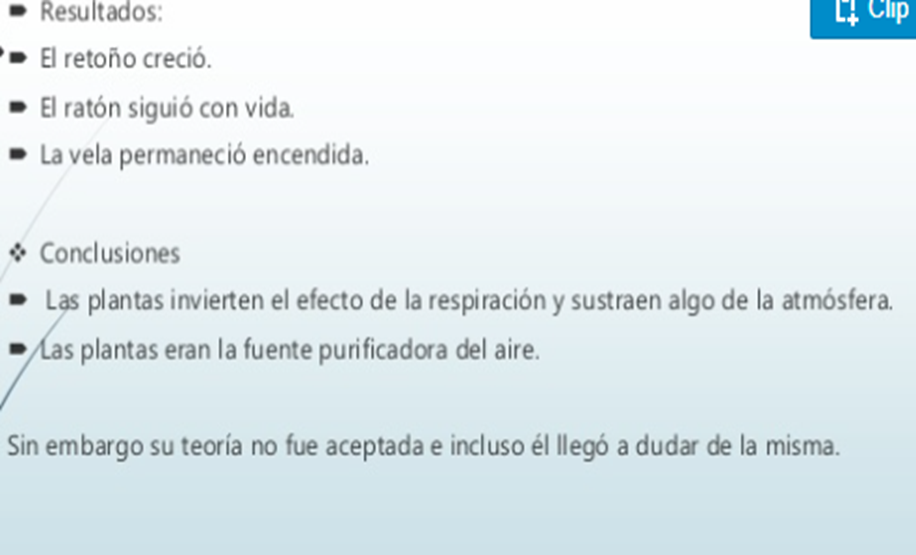 Resultados:
Clip
El retoño creció.
El ratón siguió con vida.
La vela permaneció encendida.
Conclusiones
Las plantas invierten el efecto de la respiración y sustraen algo de la atmósfera.
Las plantas eran la fuente purificadora del aire.
Sin embargo su teoría no fue aceptada e incluso él llegó a dudar de la misma.